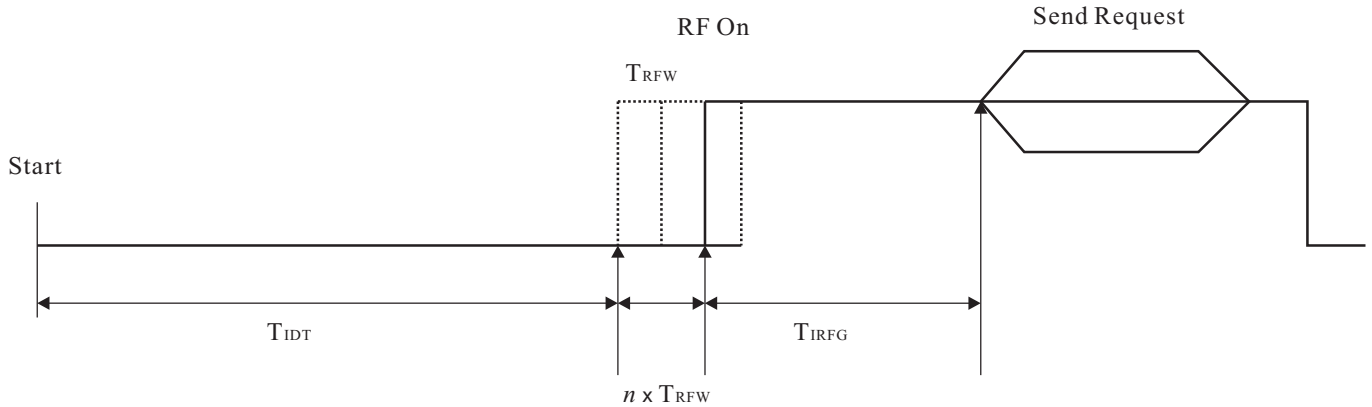 Send Request
RF On
TRFW
Start
TIDT
TIRFG
n x TRFW